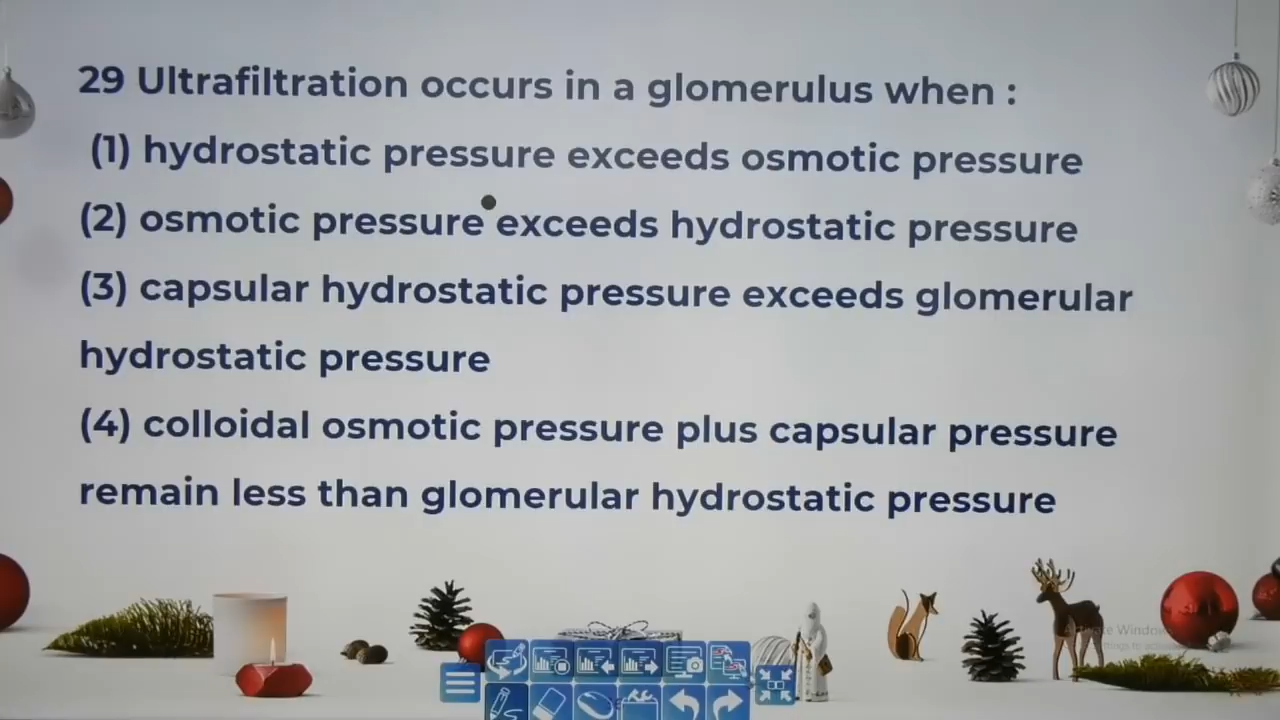 29 Ultrafiltration occurs in a glomerulus when :
(1) hydrostatic pressure exceeds osmotic pressure
(2) osmotic pressure exceeds hydrostatic pressure
(3) capsular hydrostatic pressure exceeds glomerular
hydrostatic pressure
(4) colloidal osmotic pressure plus capsular pressure
remain less than glomerular hydrostatic pressure